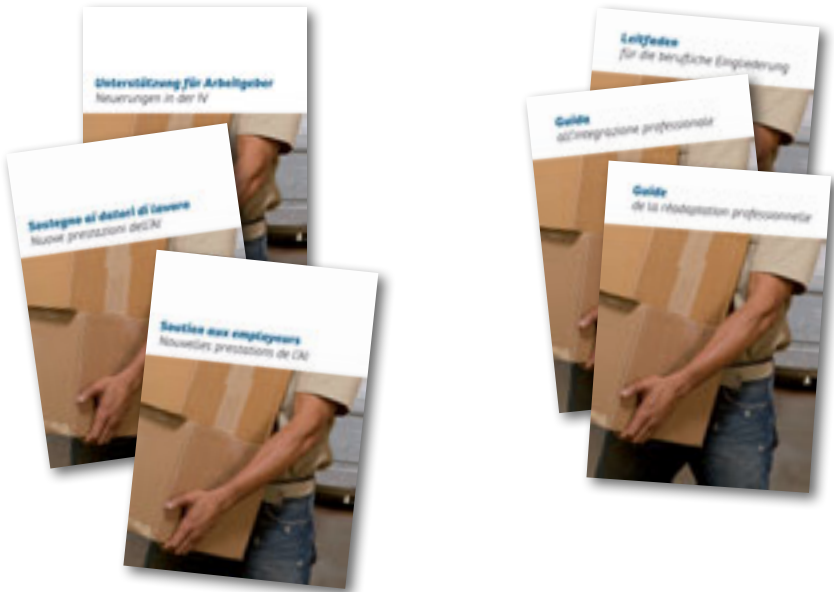 Unterstützung für Arbeitgeber
Neuerungen in der IV
Sostegno ai datori di lavoro
Nuove prestazioni dell'AI
Soutien aux employeurs
Nouvelles prestations de l'AI
Leitfaden
für die berufliche Eingliederung
Guida
all'integrazione professionale
Guide
de la réadaptation professionnelle